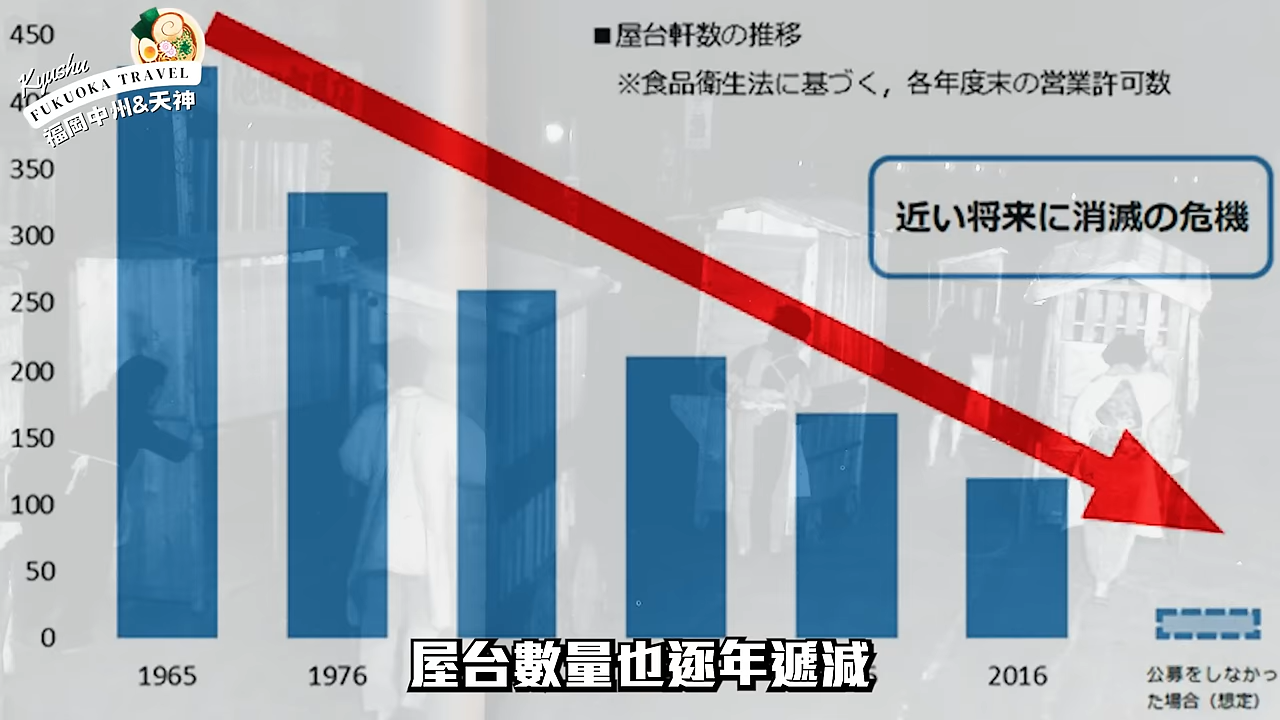 Kyushu
FUKUOKA TRAVEL
福岡中州&天神
■屋台軒数の推移
※食品衛生法に基づく，各年度末の営業許可数
近い将来に消滅の危機
450
350
300
250
200
150
100
50
0
1965
1976
2016
公募をしなかっ
た場合（想定）
屋台數量也逐年遞減